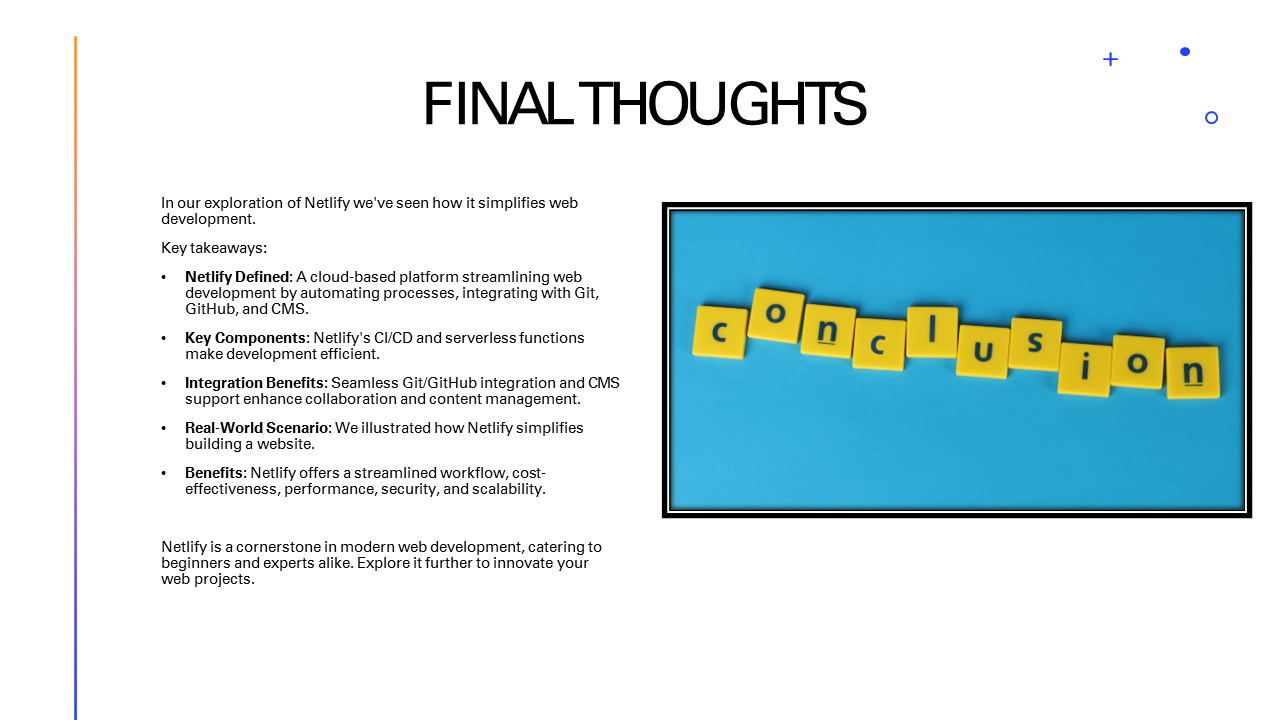 FINAL THOUGHTS
In our exploration of Netlify we've seen how it simplifies web
development.
Key takeaways:
• Netlify Defined: A cloud-based platform streamlining web
development by automating processes, integrating with Git,
GitHub, and CMS.
• Key Components: Netlify's CI/CD and serverless functions
make development efficient.
• Integration Benefits: Seamless Git/GitHub integration and CMS
support enhance collaboration and content management.
• Real-World Scenario: We illustrated how Netlify simplifies
building a website.
• Benefits: Netlify offers a streamlined workflow, cost-
effectiveness, performance, security, and scalability.
Netlify is a cornerstone in modern web development, catering to
beginners and experts alike. Explore it further to innovate your
web projects.
conclusion